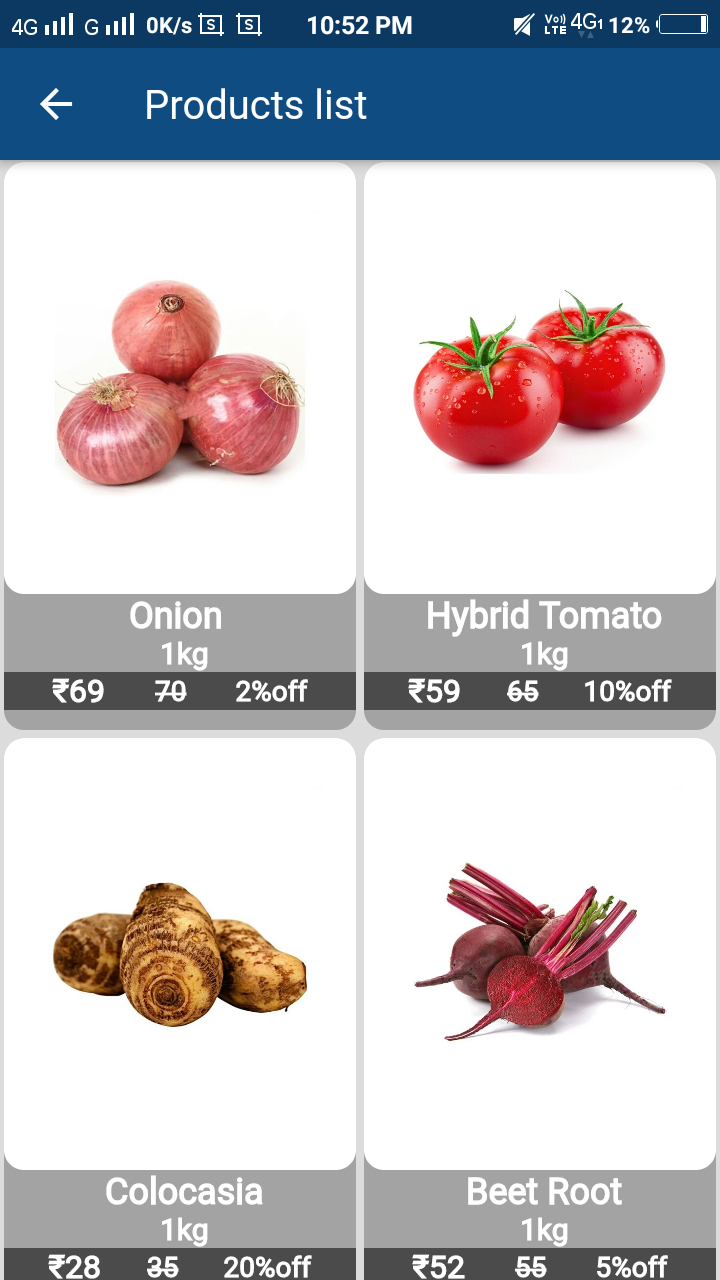 4G G 0K/s S S 10:52 PM Vo)) LTE 4G1 12%
Products list
Onion
1kg
₹69 70 2%off
Hybrid Tomato
1kg
₹59 65 10%off
Colocasia
1kg
₹28 35 20%off
Beet Root
1kg
₹52 55 5%off